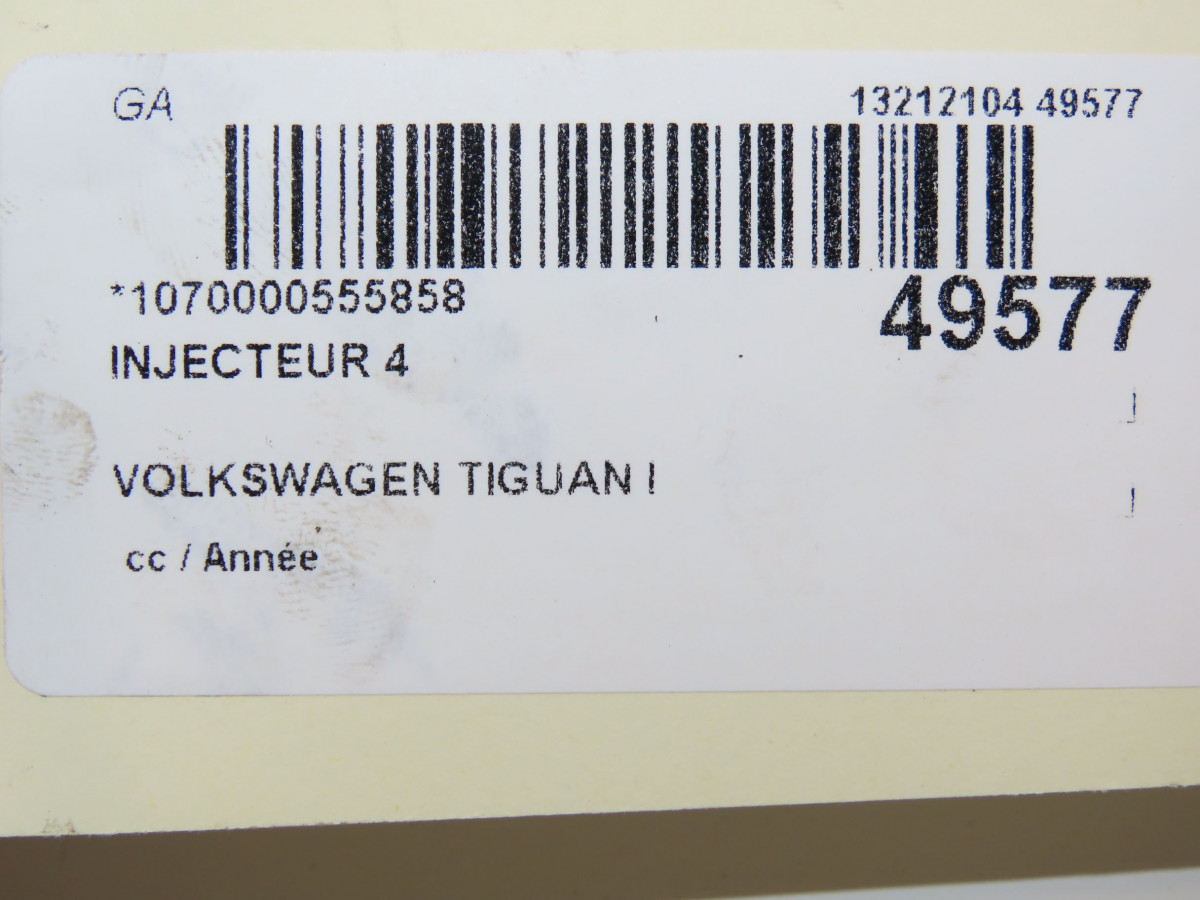 GA
13212104 49577
*1070000555858
49577
INJECTEUR 4
VOLKSWAGEN TIGUAN I
cc / Année